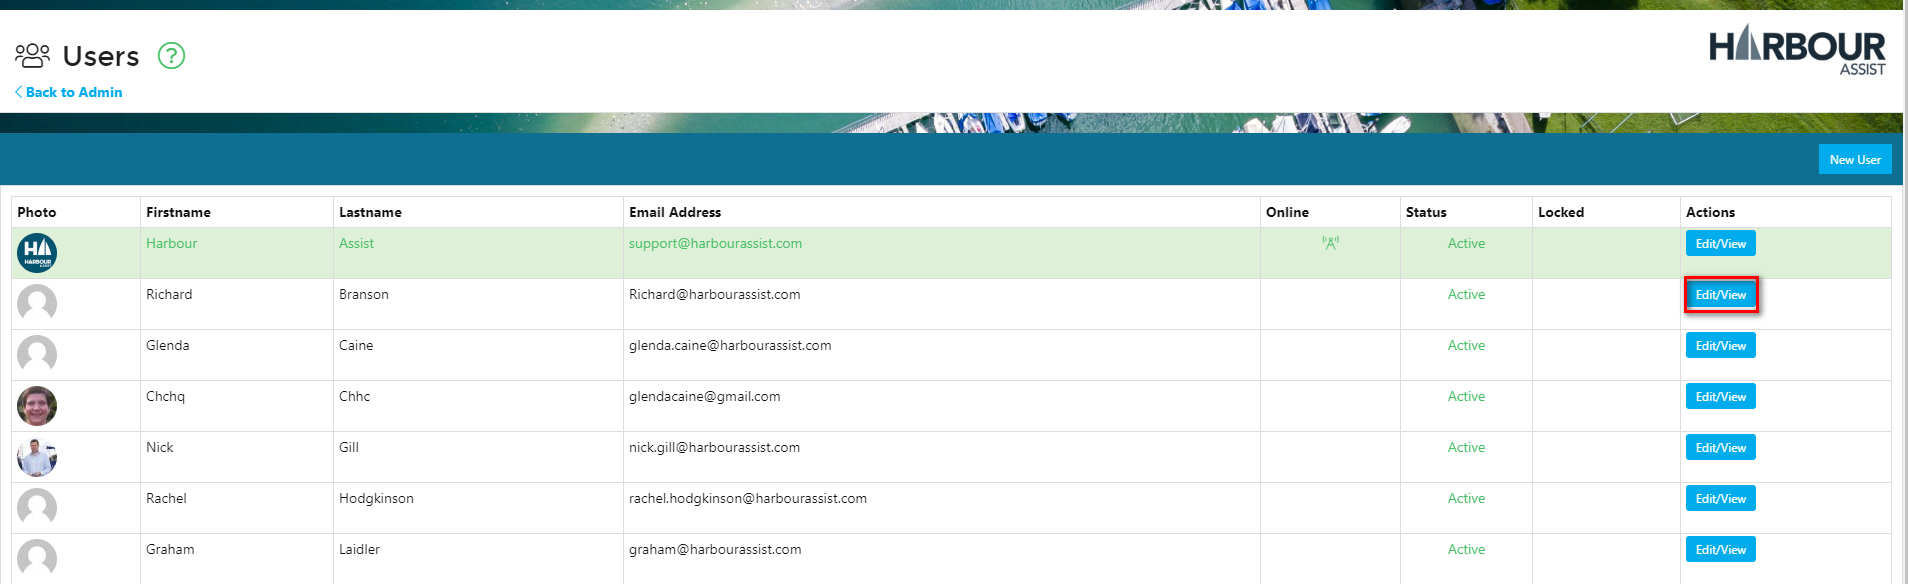 Users ?
HARBOUR
ASSIST
Back to Admin
New User
Photo Firstname Lastname Email Address Online Status Locked Actions
HA HARBOUR ASSIST Harbour Assist support@harbourassist.com Active Edit/View
Richard Branson Richard@harbourassist.com Active Edit/View
Glenda Caine glenda.caine@harbourassist.com Active Edit/View
Chchq Chhc glendacaine@gmail.com Active Edit/View
Nick Gill nick.gill@harbourassist.com Active Edit/View
Rachel Hodgkinson rachel.hodgkinson@harbourassist.com Active Edit/View
Graham Laidler graham@harbourassist.com Active Edit/View